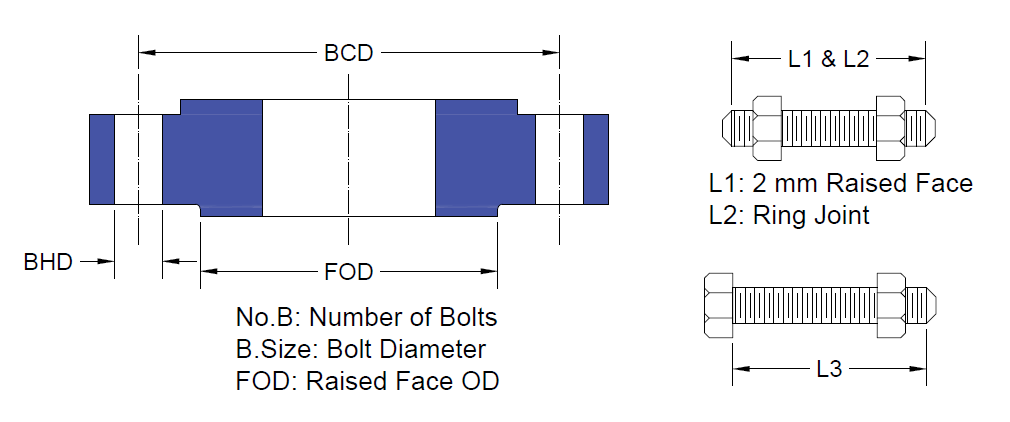 BCD
L1 & L2
L1: 2 mm Raised Face
L2: Ring Joint
BHD
FOD
No.B: Number of Bolts
B.Size: Bolt Diameter
FOD: Raised Face OD
L3